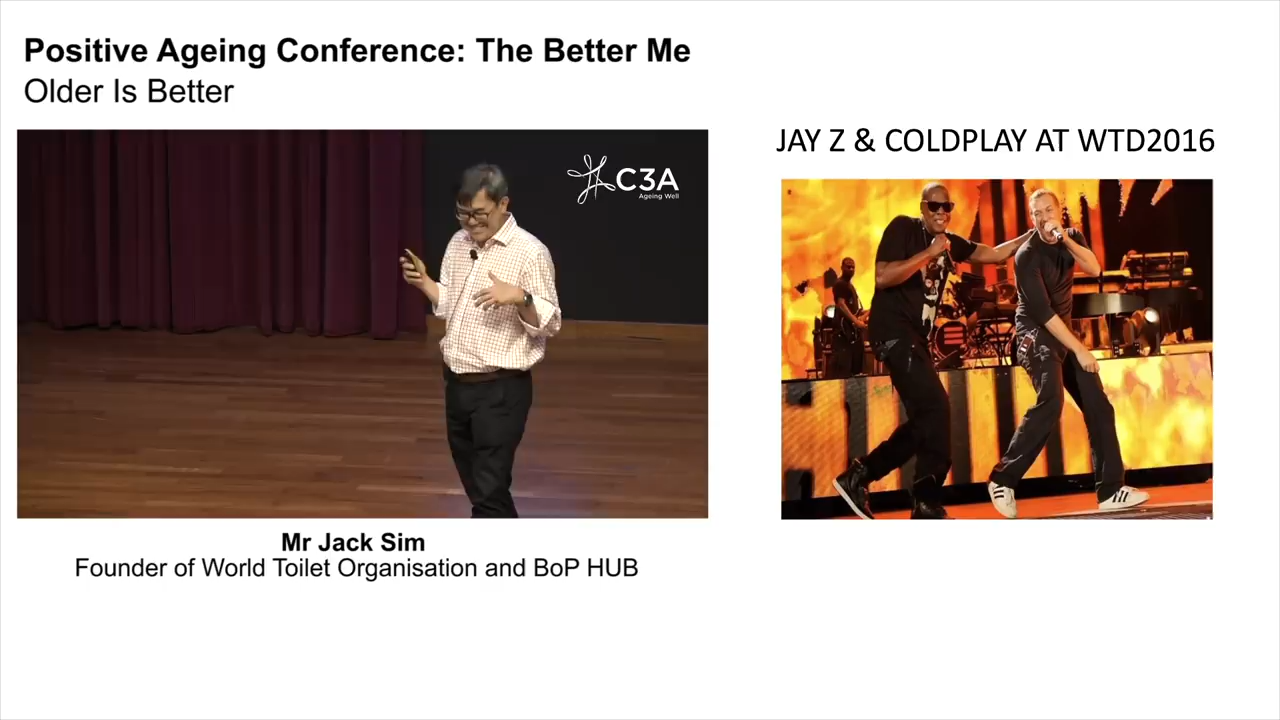 Positive Ageing Conference: The Better Me
Older Is Better
C3A
Ageing Well
JAY Z & COLDPLAY AT WTD2016
Mr Jack Sim
Founder of World Toilet Organisation and BoP HUB